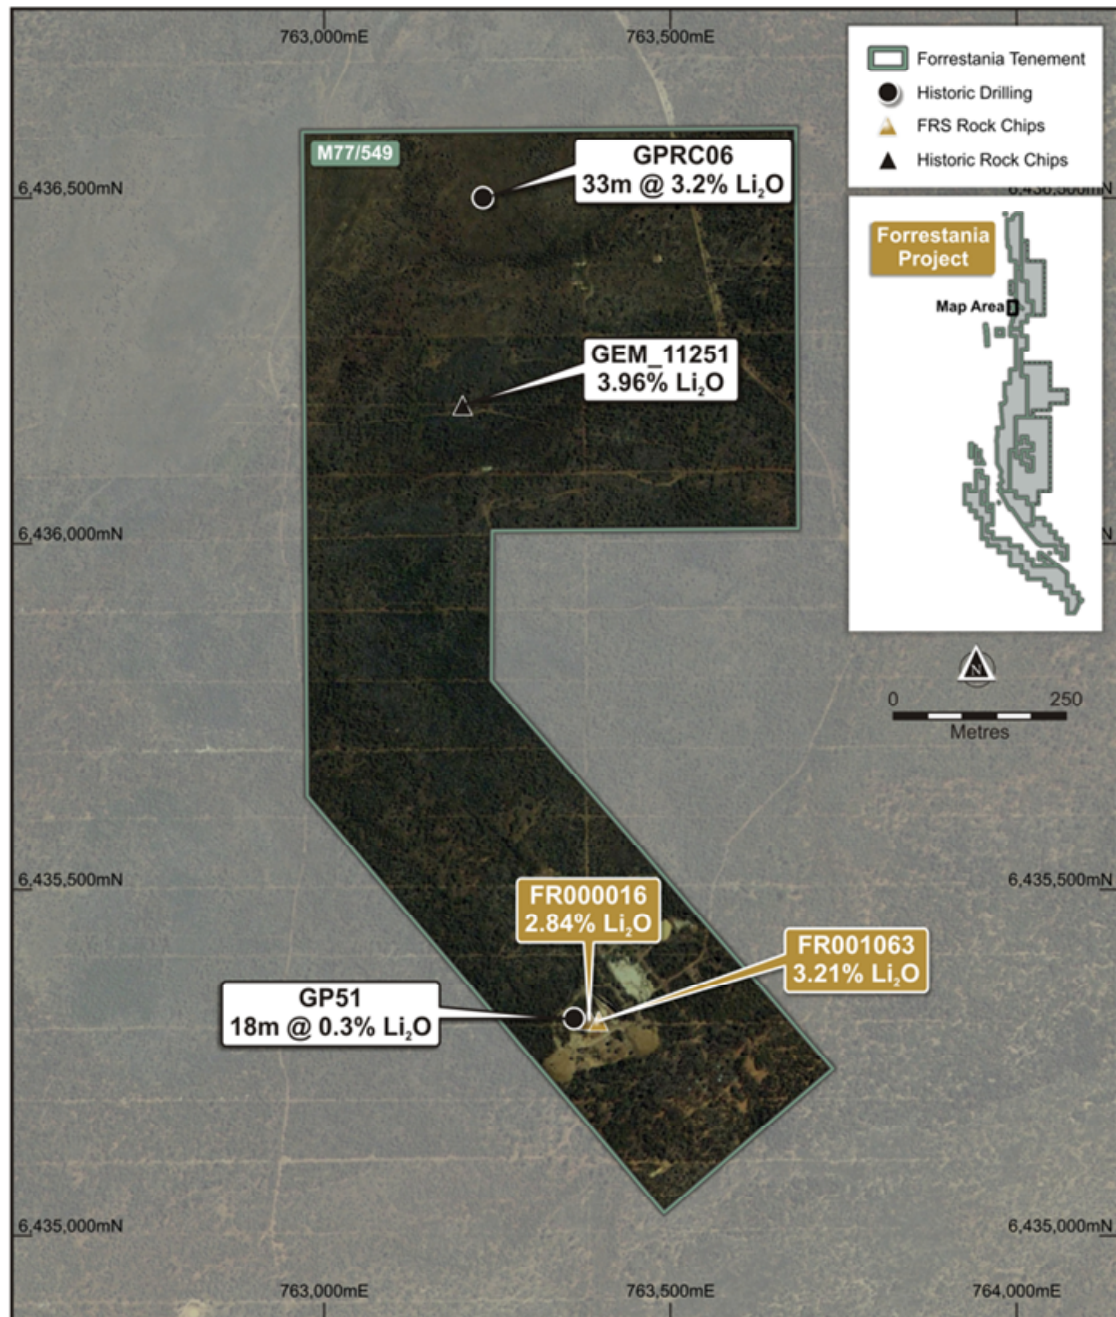 763,000mE
763,500mE
Forrestania Tenement
Historic Drilling
FRS Rock Chips
Historic Rock Chips
M77/549
GPRC06
33m @ 3.2% Li₂O
6,436,500mN
6,436,500mN
Forrestania
Project
Map Area
GEM_11251
3.96% Li₂O
6,436,000mN
N
0 250
Metres
6,435,500mN
6,435,500mN
FR000016
2.84% Li₂O
FR001063
3.21% Li₂O
GP51
18m @ 0.3% Li₂O
6,435,000mN
6,435,000mN
763,000mE
763,500mE
764,000mE